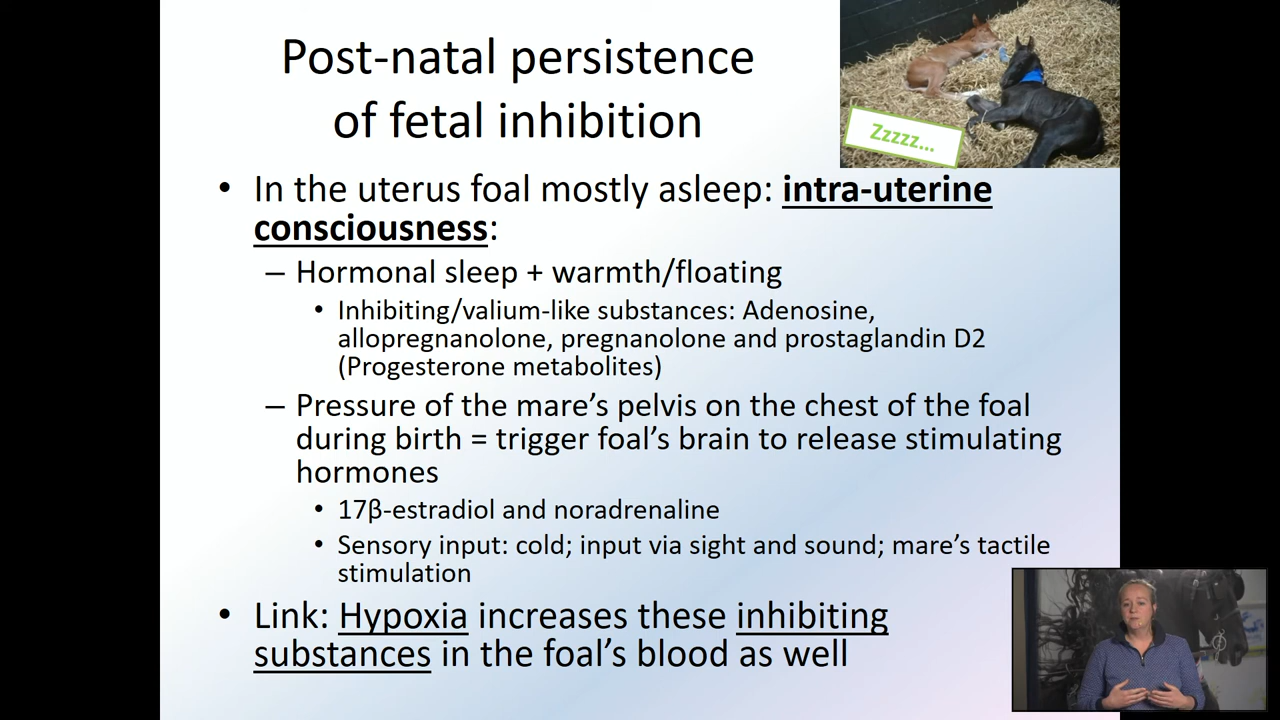 Post-natal persistence
of fetal inhibition
Zzzzz...
• In the uterus foal mostly asleep: intra-uterine
consciousness:
– Hormonal sleep + warmth/floating
• Inhibiting/valium-like substances: Adenosine,
allopregnanolone, pregnanolone and prostaglandin D2
(Progesterone metabolites)
– Pressure of the mare’s pelvis on the chest of the foal
during birth = trigger foal’s brain to release stimulating
hormones
• 17β-estradiol and noradrenaline
• Sensory input: cold; input via sight and sound; mare’s tactile
stimulation
• Link: Hypoxia increases these inhibiting
substances in the foal’s blood as well